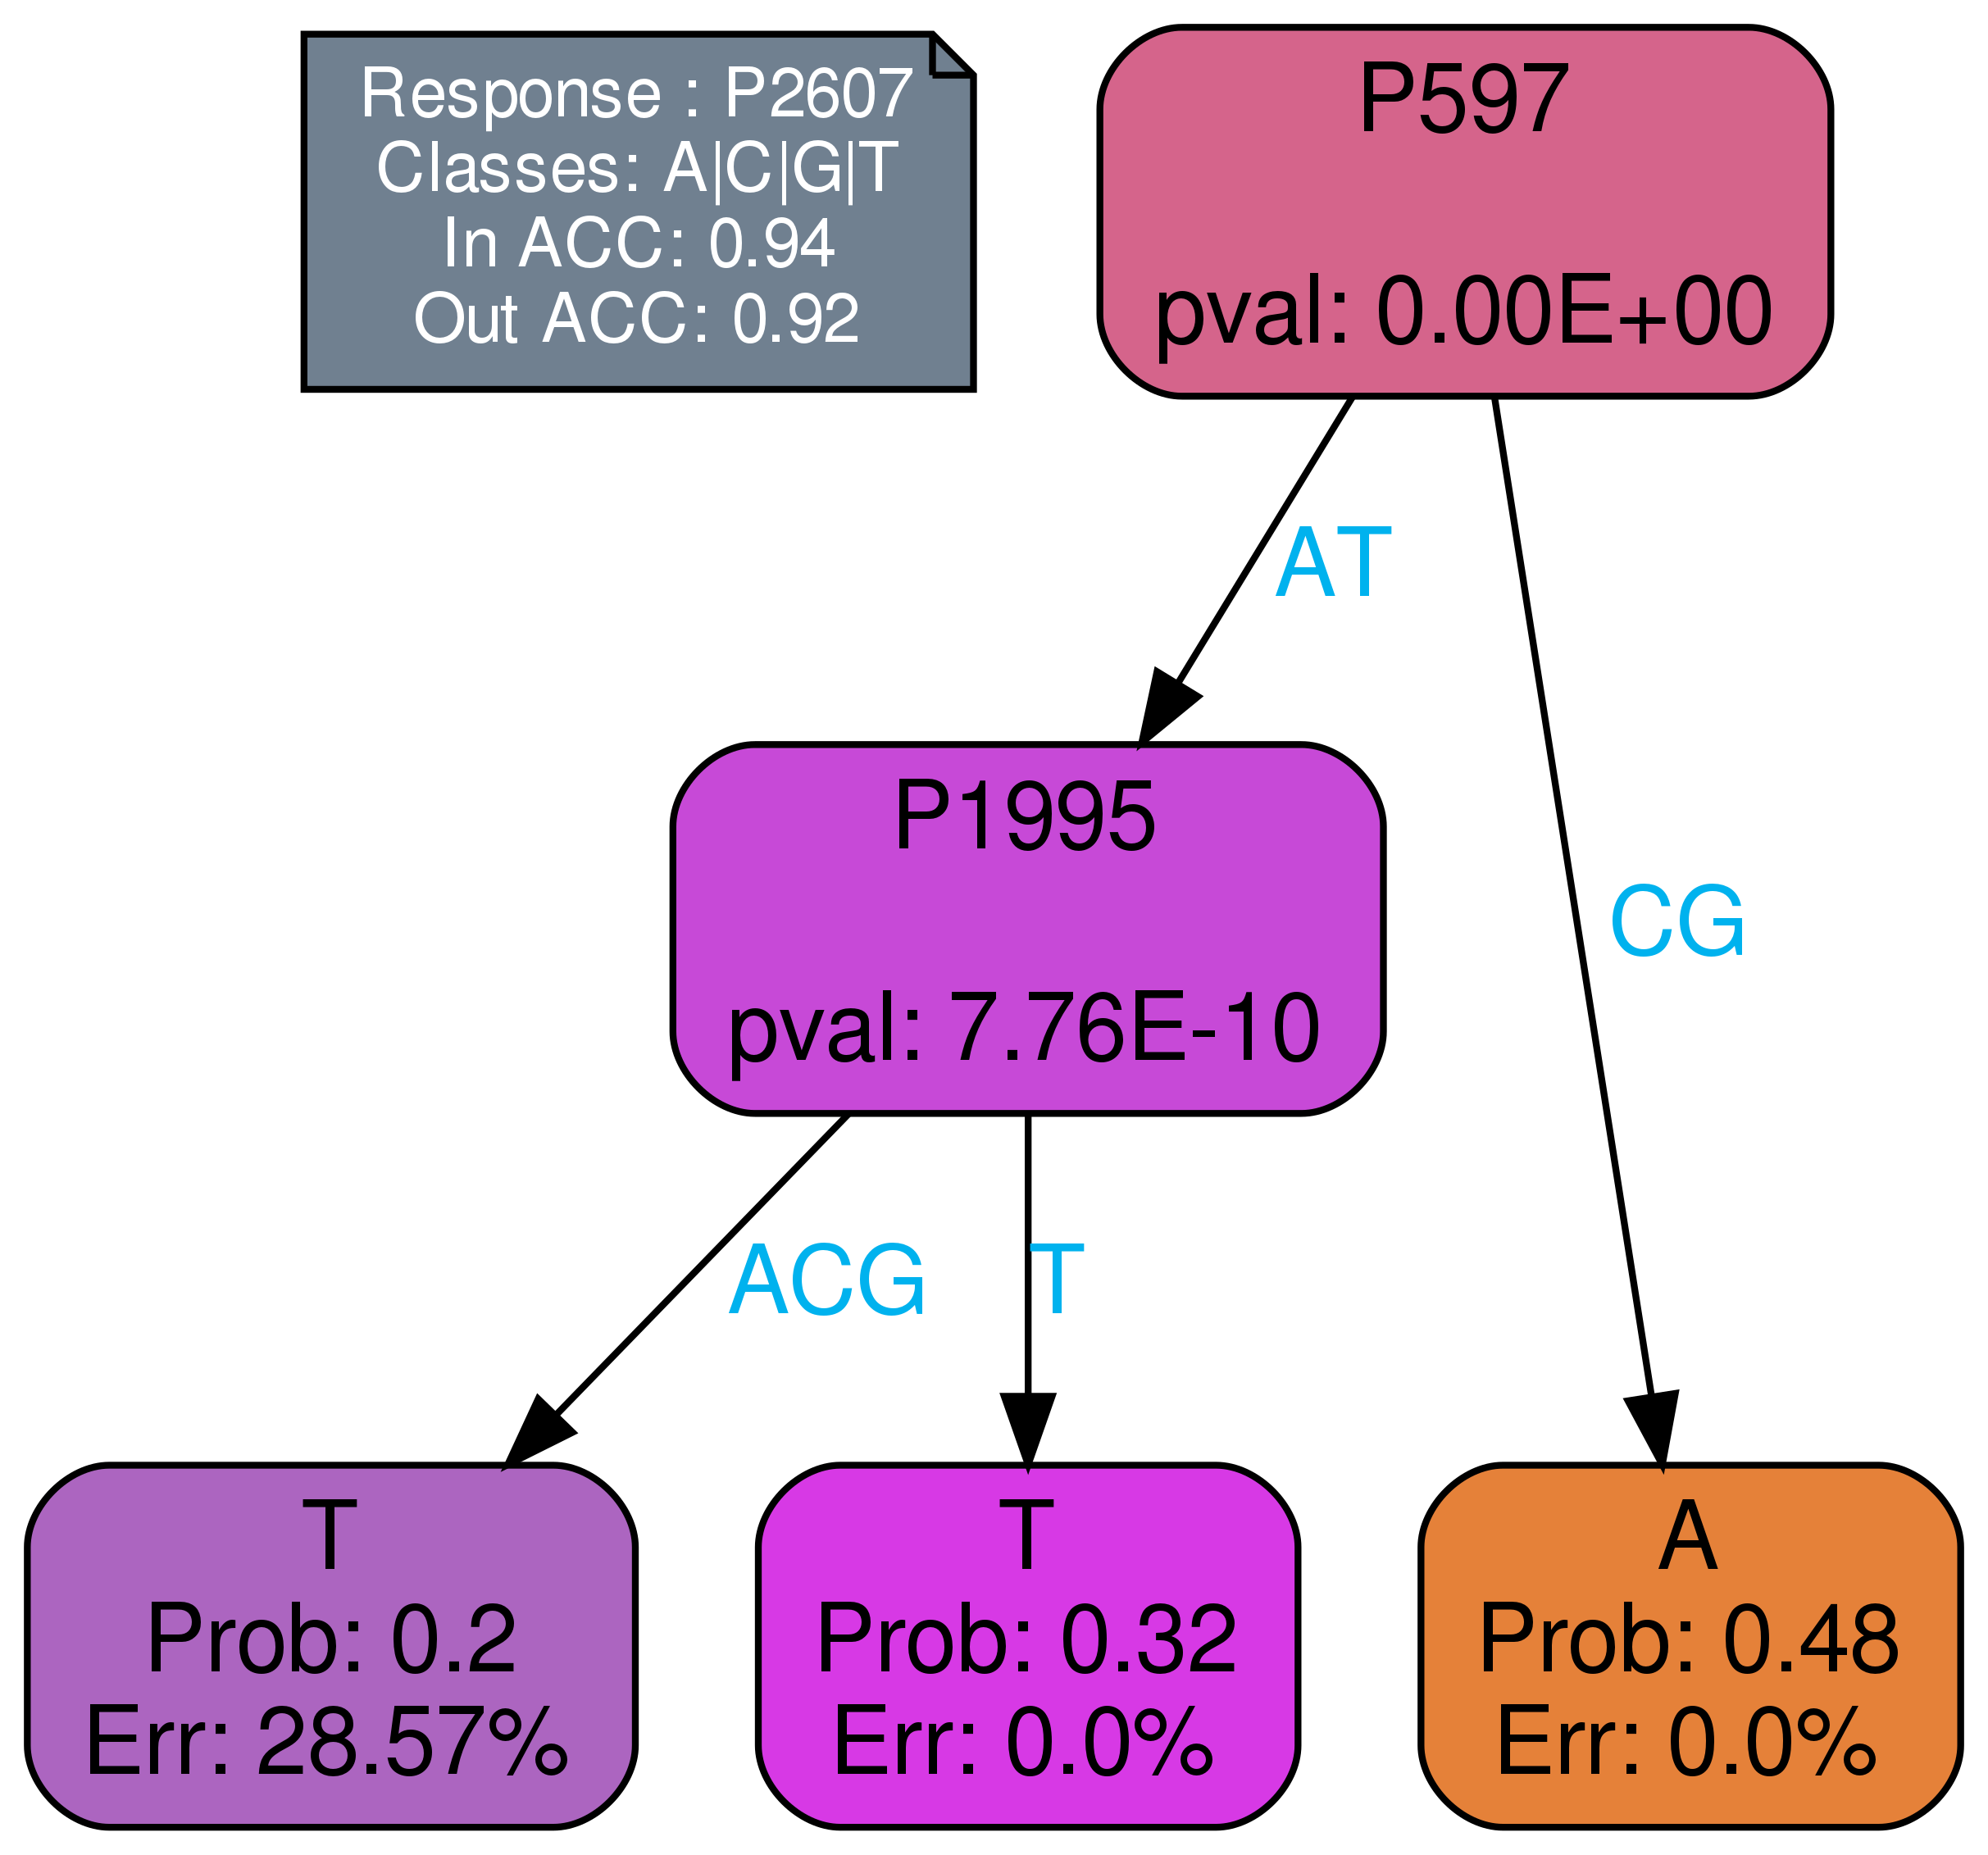 Response : P2607
Classes: A|C|G|T
In ACC: 0.94
Out ACC: 0.92
P597
pval: 0.00E+00
AT
CG
P1995
pval: 7.76E-10
ACG
T
T
Prob: 0.2
Err: 28.57%
T
Prob: 0.32
Err: 0.0%
A
Prob: 0.48
Err: 0.0%